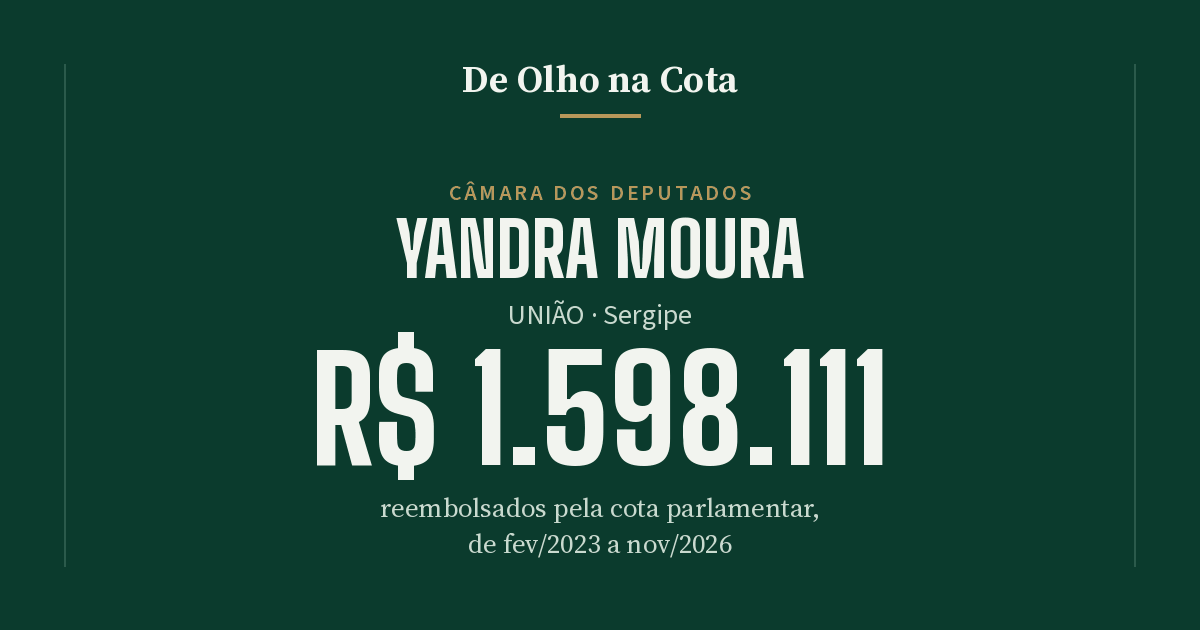 De Olho na Cota
CÂMARA DOS DEPUTADOS
YANDRA MOURA
UNIÃO · Sergipe
R$ 1.598.111
reembolsados pela cota parlamentar,
de fev/2023 a nov/2026